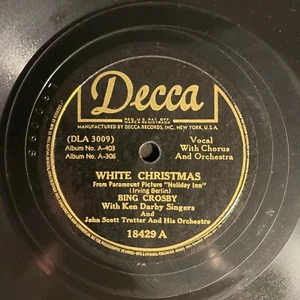 Decca
REG. U.S. PAT. OFF.
MANUFACTURED BY DECCA RECORDS, INC., NEW YORK, U.S.A.
(DLA 3009)
Album No. A-403
Album No. A-306
Vocal
With Chorus
And Orchestra
WHITE CHRISTMAS
From Paramount Picture "Holiday Inn"
(Irving Berlin)
BING CROSBY
With Ken Darby Singers
And
John Scott Trotter And His Orchestra
18429 A